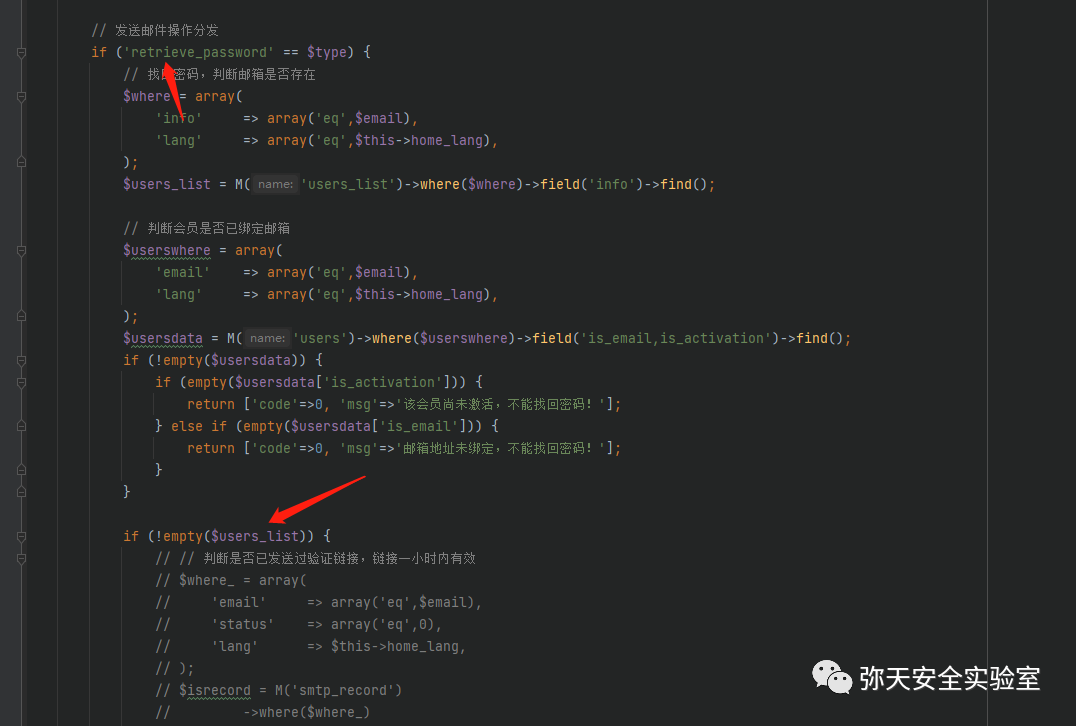 // 发送邮件操作分发
if ('retrieve_password' == $type) {
// 找回密码，判断邮箱是否存在
$where = array(
'info' => array('eq',$email),
'lang' => array('eq',$this->home_lang),
);
$users_list = M( name: 'users_list')->where($where)->field('info')->find();
// 判断会员是否已绑定邮箱
$userswhere = array(
'email' => array('eq',$email),
'lang' => array('eq',$this->home_lang),
);
$usersdata = M( name: 'users')->where($userswhere)->field('is_email,is_activation')->find();
if (!empty($usersdata)) {
if (empty($usersdata['is_activation'])) {
return ['code'=>0, 'msg'=>'该会员尚未激活，不能找回密码！'];
} else if (empty($usersdata['is_email'])) {
return ['code'=>0, 'msg'=>'邮箱地址未绑定，不能找回密码！'];
}
}
if (!empty($users_list)) {
// // 判断是否已发送过验证链接，链接一小时内有效
// $where_ = array(
// 'email' => array('eq',$email),
// 'status' => array('eq',0),
// 'lang' => $this->home_lang,
// );
// $isrecord = M('smtp_record')
// ->where($where_)
弥天安全实验室